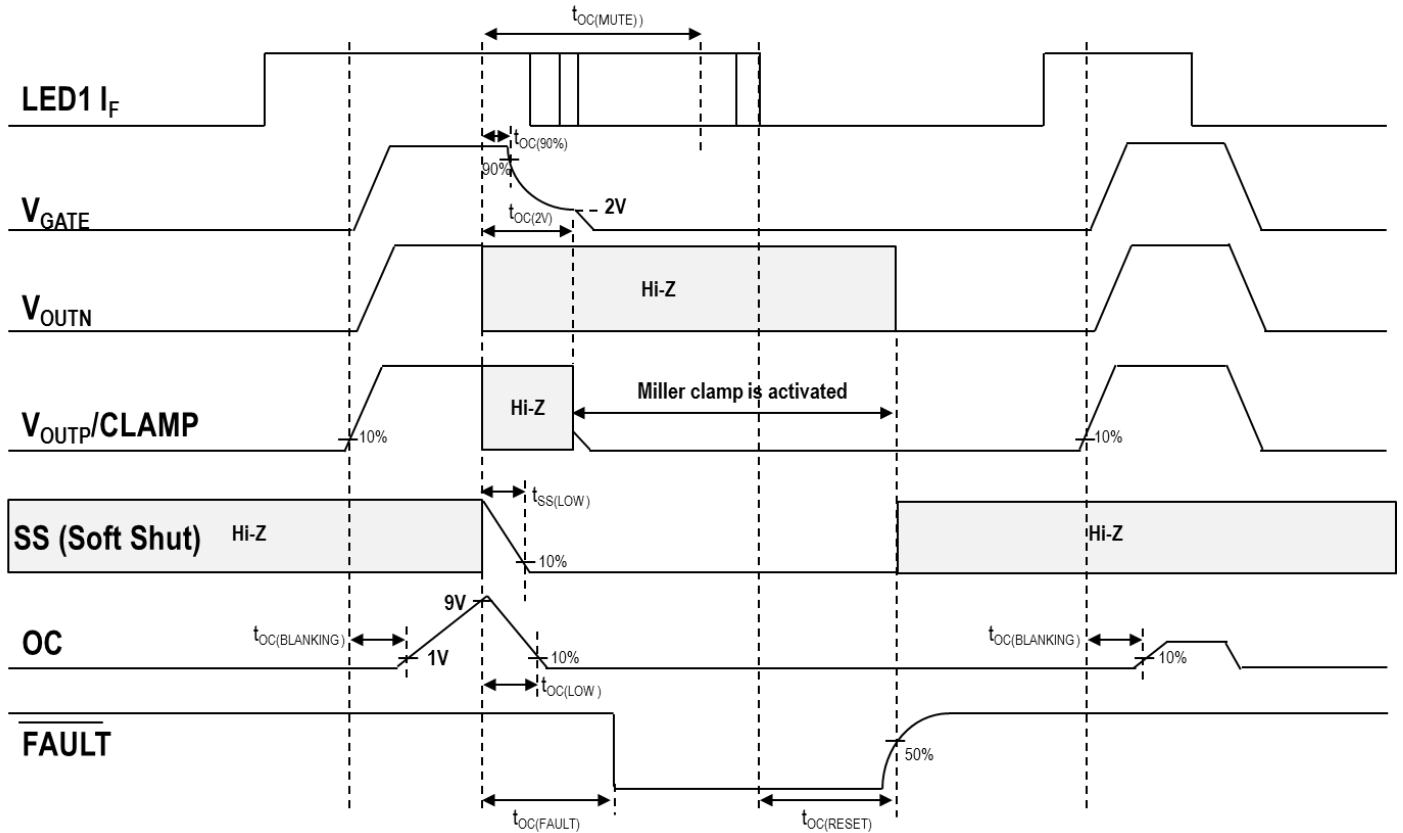 tOC(MUTE))
LED1 IF
tOC(90%)
90%
VGATE
2V
tOC(2V)
Hi-Z
VOUTN
Miller clamp is activated
Hi-Z
VOUTP/CLAMP
10%
10%
tSS(LOW)
SS (Soft Shut)
Hi-Z
Hi-Z
10%
9V
OC
tOC(BLANKING)
1V
10%
tOC(BLANKING)
10%
tOC(LOW)
FAULT
50%
tOC(FAULT)
tOC(RESET)